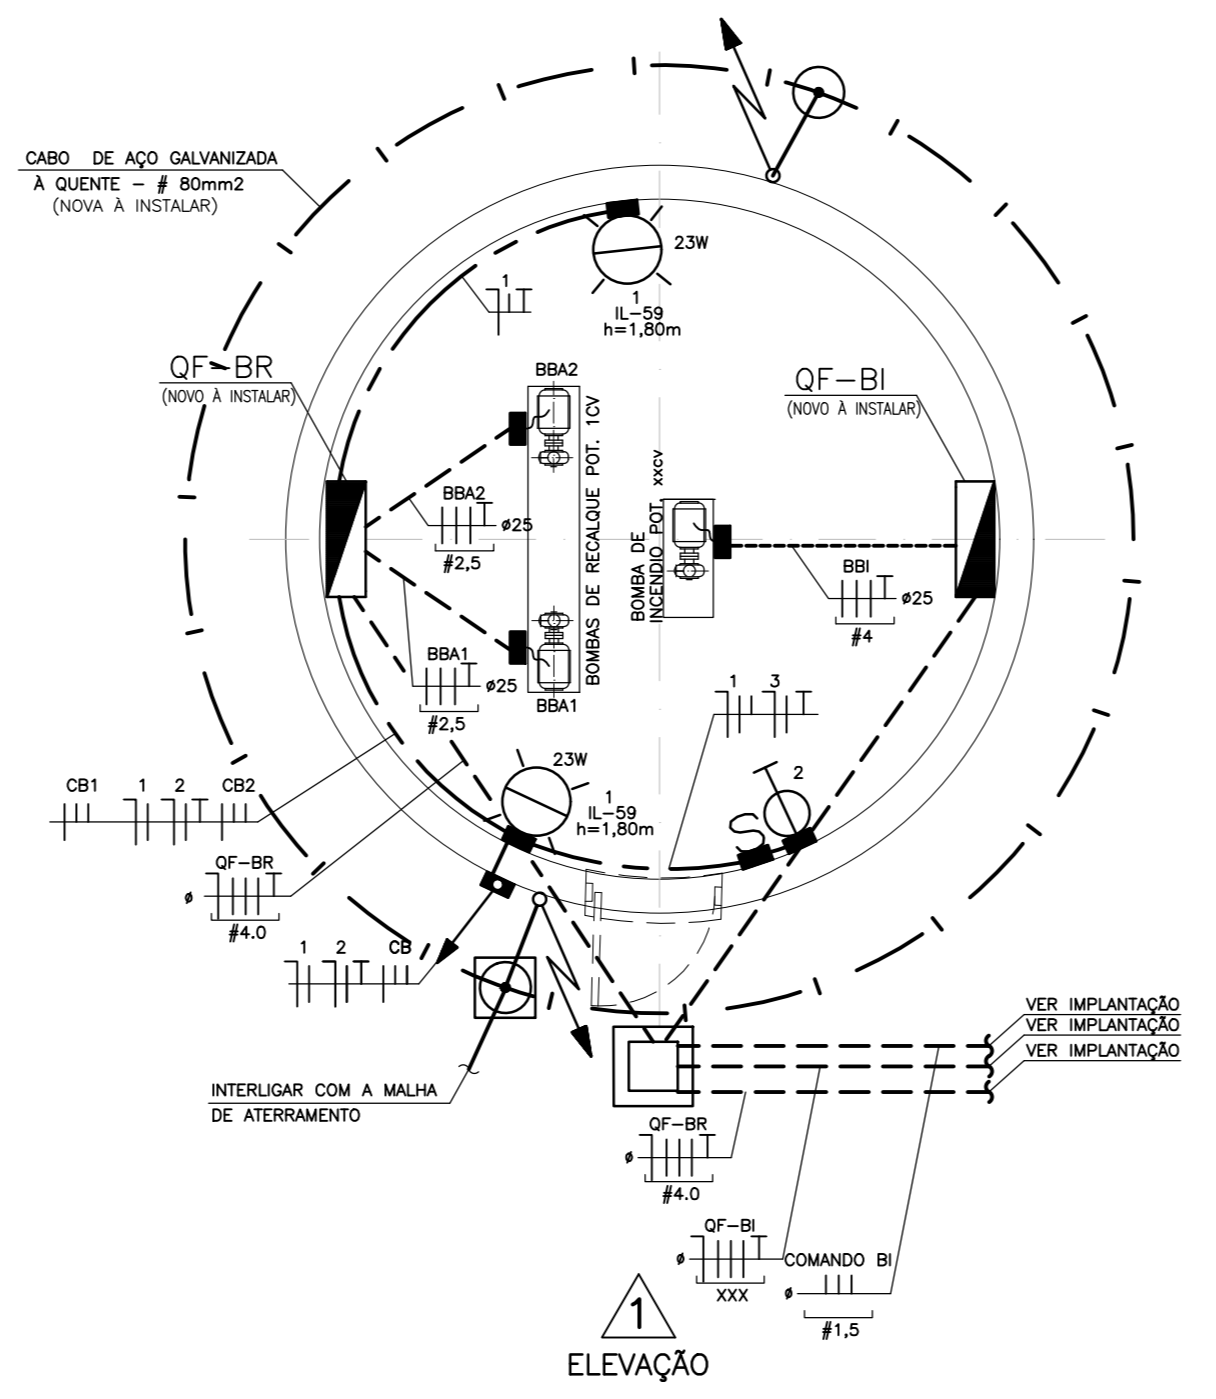 CABO DE AÇO GALVANIZADA
À QUENTE - # 80mm2
(NOVA À INSTALAR)
23W
1
IL-59
h=1,80m
1
QF-BR
(NOVO À INSTALAR)
QF-BI
(NOVO À INSTALAR)
BBA2
BOMBAS DE RECALQUE POT. 1CV
BOMBA DE
INCENDIO POT. xxcv
BBA2
ø25
#2,5
BBI
ø25
#4
BBA1
ø25
#2,5
BBA1
1 3
23W
1
IL-59
h=1,80m
2
S
CB1 1 2 CB2
QF-BR
ø
#4.0
1 2 CB
VER IMPLANTAÇÃO
VER IMPLANTAÇÃO
VER IMPLANTAÇÃO
INTERLIGAR COM A MALHA
DE ATERRAMENTO
QF-BR
ø
#4.0
QF-BI
ø
XXX
COMANDO BI
ø
#1,5
1
ELEVAÇÃO